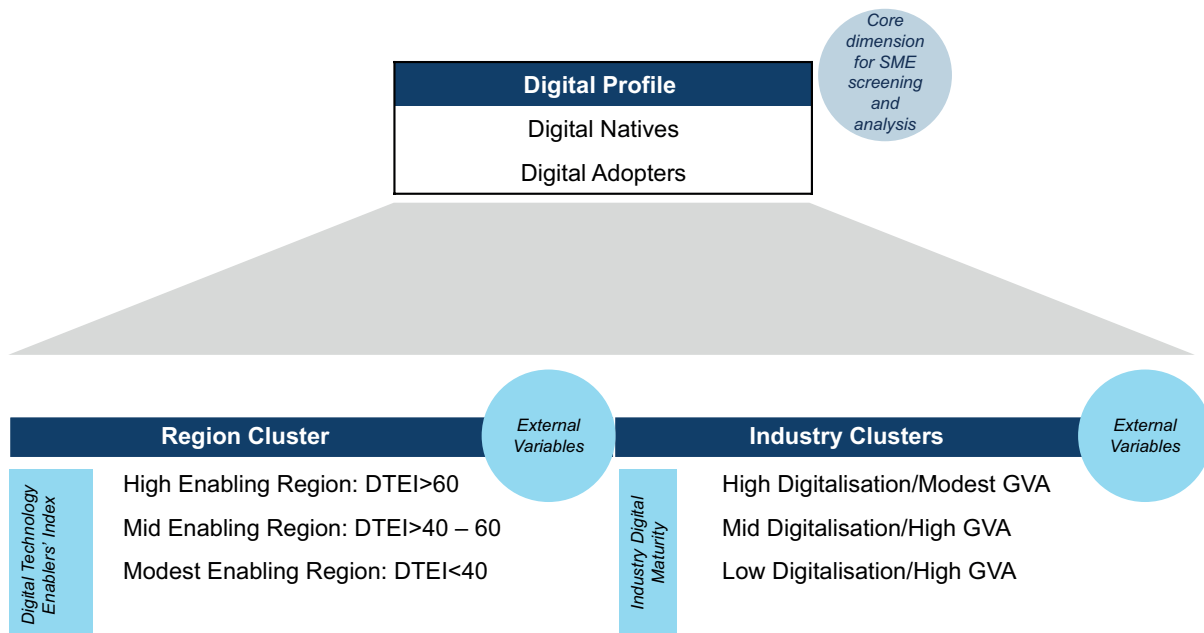 Core
dimension
for SME
screening
and
analysis
Digital Profile
Digital Natives
Digital Adopters
External
Variables
External
Variables
Region Cluster
Industry Clusters
Digital Technology
Enablers' Index
High Enabling Region: DTEI>60
Mid Enabling Region: DTEI>40 – 60
Modest Enabling Region: DTEI<40
Industry Digital
Maturity
High Digitalisation/Modest GVA
Mid Digitalisation/High GVA
Low Digitalisation/High GVA